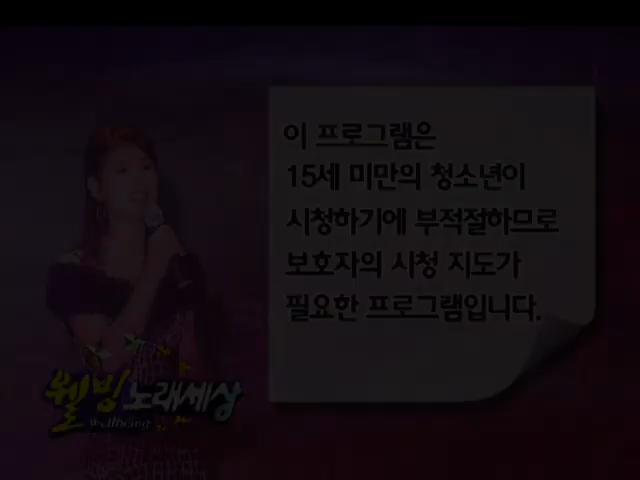 이 프로그램은
15세 미만의 청소년이
시청하기에 부적절하므로
보호자의 시청 지도가
필요한 프로그램입니다.
웰빙노래세상
Wellbeing